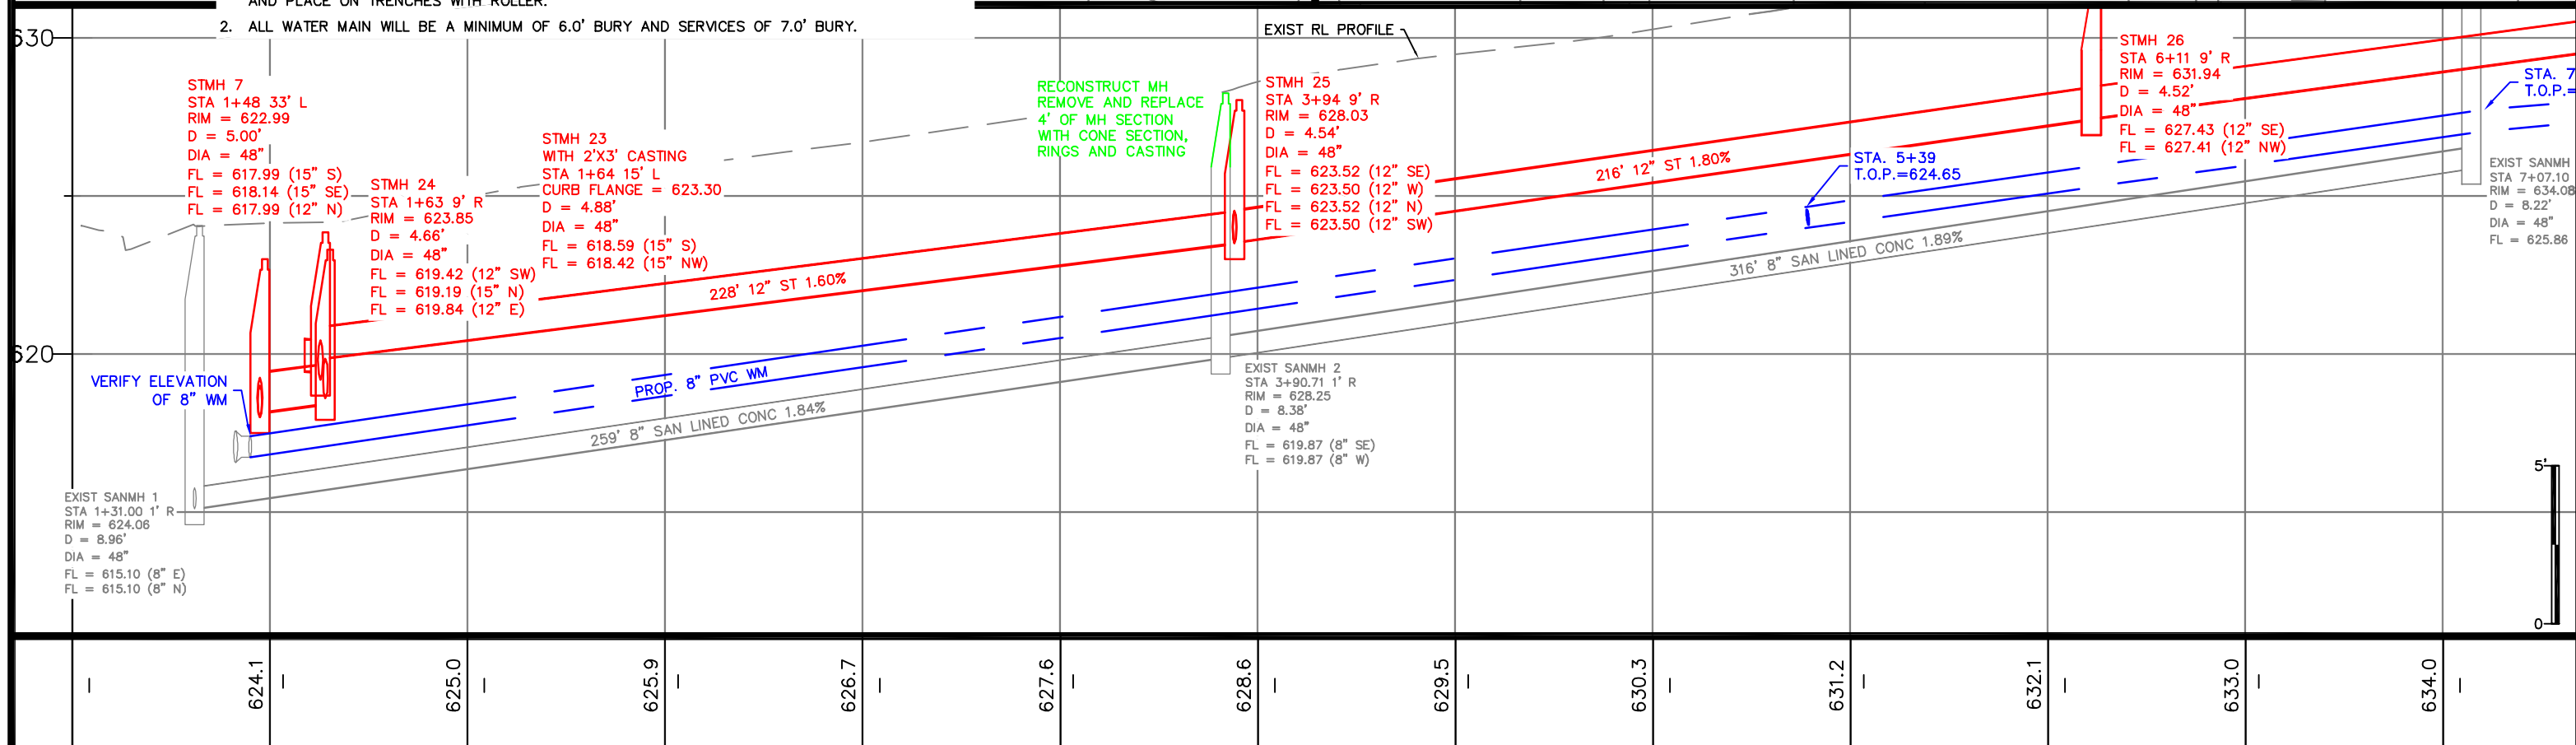 AND PLACE ON TRENCHES WITH ROLLER.
2. ALL WATER MAIN WILL BE A MINIMUM OF 6.0' BURY AND SERVICES OF 7.0' BURY.
630
EXIST RL PROFILE
STMH 7
STA 1+48 33' L
RIM = 622.99
D = 5.00'
DIA = 48"
FL = 617.99 (15" S)
FL = 618.14 (15" SE)
FL = 617.99 (12" N)
STMH 24
STA 1+63 9' R
RIM = 623.85
D = 4.66'
DIA = 48"
FL = 619.42 (12" SW)
FL = 619.19 (15" N)
FL = 619.84 (12" E)
STMH 23
WITH 2'X3' CASTING
STA 1+64 15' L
CURB FLANGE = 623.30
D = 4.88'
DIA = 48"
FL = 618.59 (15" S)
FL = 618.42 (15" NW)
RECONSTRUCT MH
REMOVE AND REPLACE
4' OF MH SECTION
WITH CONE SECTION,
RINGS AND CASTING
STMH 25
STA 3+94 9' R
RIM = 628.03
D = 4.54'
DIA = 48"
FL = 623.52 (12" SE)
FL = 623.50 (12" W)
FL = 623.52 (12" N)
FL = 623.50 (12" SW)
STMH 26
STA 6+11 9' R
RIM = 631.94
D = 4.52'
DIA = 48"
FL = 627.43 (12" SE)
FL = 627.41 (12" NW)
STA. 7
T.O.P.=
216' 12" ST 1.80%
STA. 5+39
T.O.P.=624.65
EXIST SANMH
STA 7+07.10
RIM = 634.08
D = 8.22'
DIA = 48"
FL = 625.86
316' 8" SAN LINED CONC 1.89%
228' 12" ST 1.60%
620
VERIFY ELEVATION
OF 8" WM
PROP. 8" PVC WM
259' 8" SAN LINED CONC 1.84%
EXIST SANMH 2
STA 3+90.71 1' R
RIM = 628.25
D = 8.38'
DIA = 48"
FL = 619.87 (8" SE)
FL = 619.87 (8" W)
EXIST SANMH 1
STA 1+31.00 1' R
RIM = 624.06
D = 8.96'
DIA = 48"
FL = 615.10 (8" E)
FL = 615.10 (8" N)
5'
0
624.1
625.0
625.9
626.7
627.6
628.6
629.5
630.3
631.2
632.1
633.0
634.0